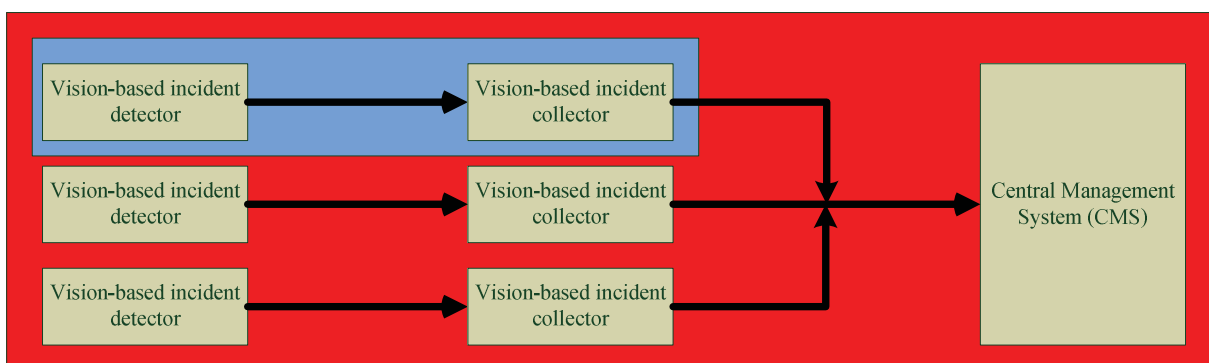 Vision-based incident
detector
Vision-based incident
collector
Vision-based incident
detector
Vision-based incident
collector
Central Management
System (CMS)
Vision-based incident
detector
Vision-based incident
collector